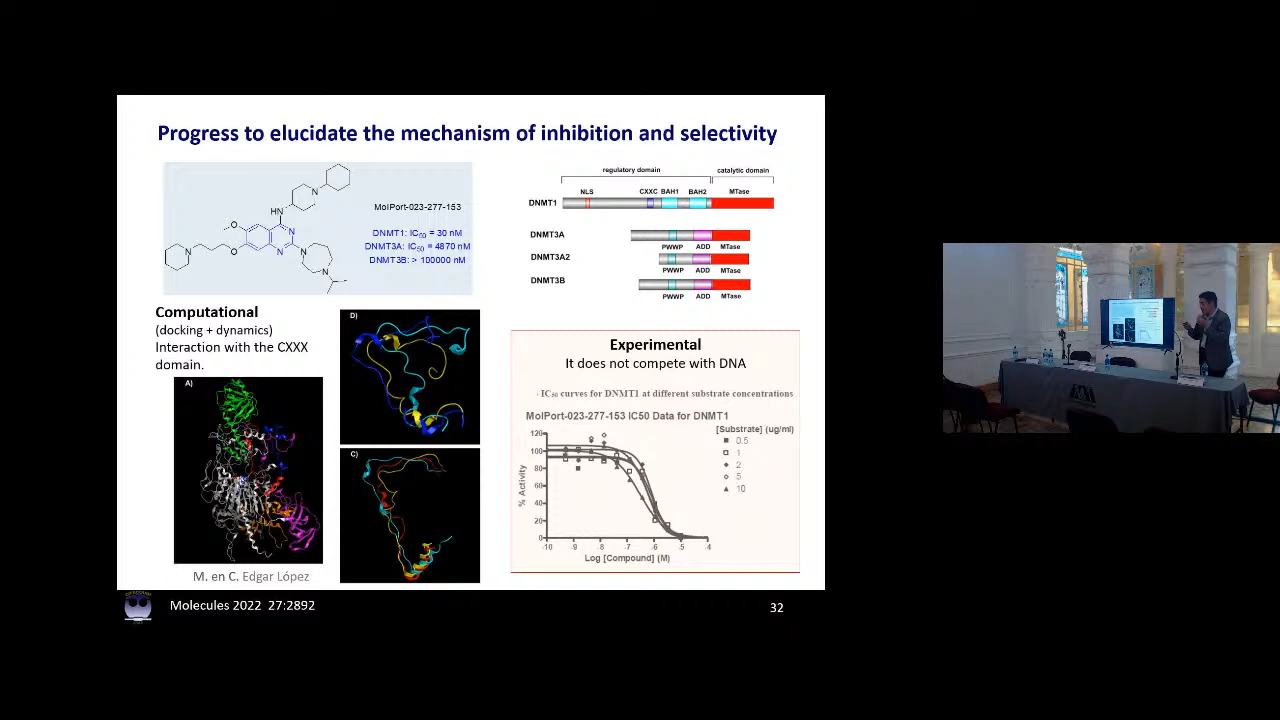 Progress to elucidate the mechanism of inhibition and selectivity
HN
N
O
O
N
N
N
N
N
N
MolPort-023-277-153
DNMT1: IC50 = 30 nM
DNMT3A: IC50 = 4870 nM
DNMT3B: > 100000 nM
regulatory domain
catalytic domain
NLS
CXXC
BAH1
BAH2
MTase
DNMT1
DNMT3A
PWWP
ADD
MTase
DNMT3A2
PWWP
ADD
MTase
DNMT3B
PWWP
ADD
MTase
Computational
(docking + dynamics)
Interaction with the CXXX
domain.
A)
D)
C)
M. en C. Edgar López
Experimental
It does not compete with DNA
IC50 curves for DNMT1 at different substrate concentrations
MolPort-023-277-153 IC50 Data for DNMT1
[Substrate] (ug/ml)
0.5
1
2
5
10
% Activity
120
100
80
60
40
20
0
-10 -9 -8 -7 -6 -5 -4
Log [Compound] (M)
Molecules 2022 27:2892
32